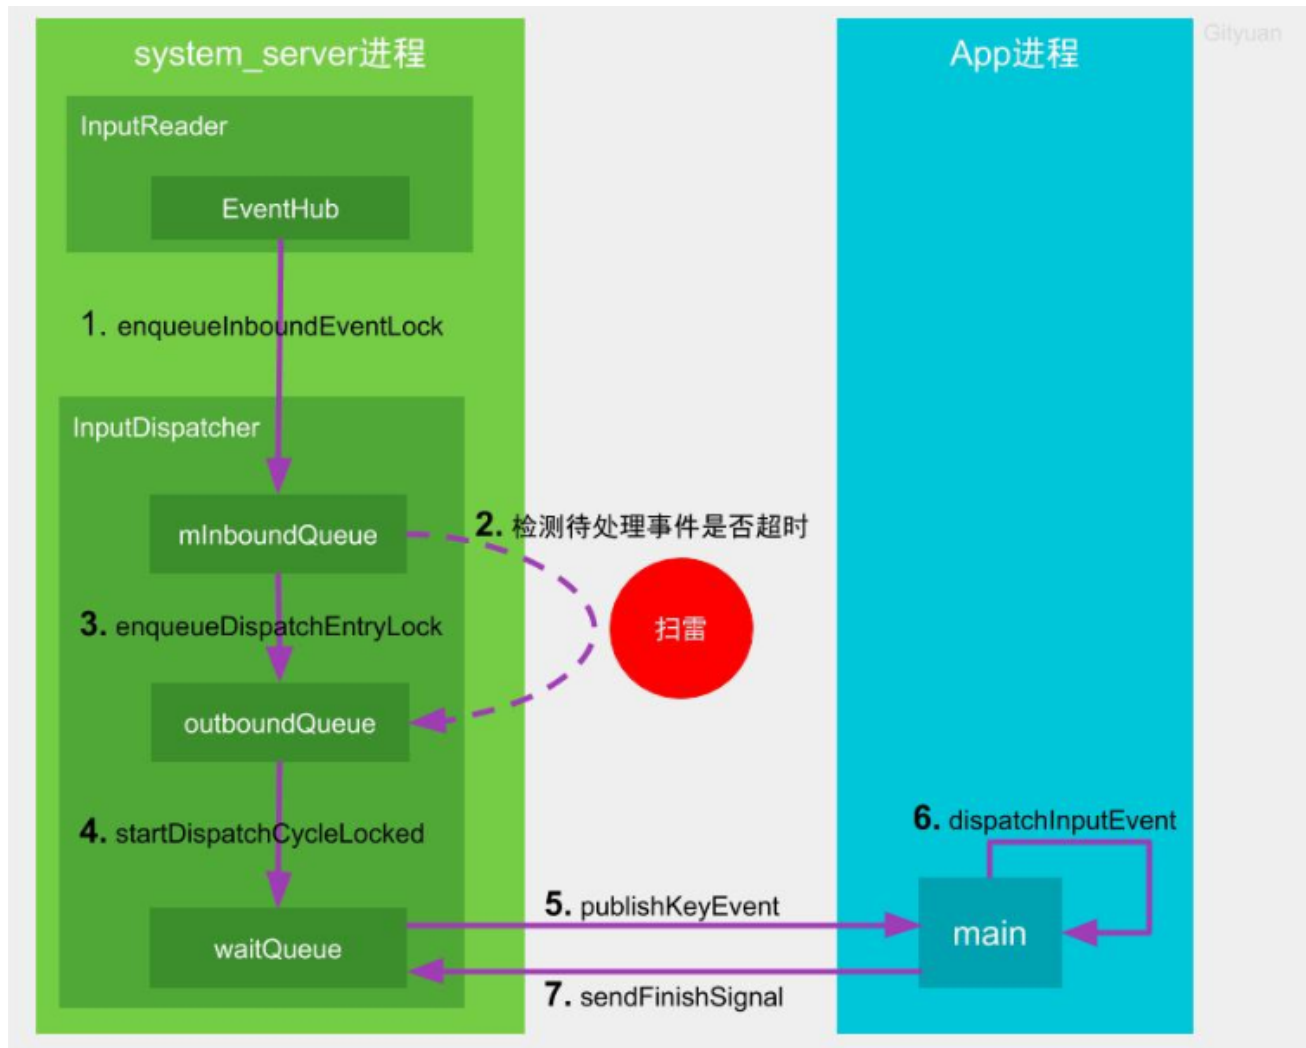 Gityuan
system_server进程
App进程
InputReader
EventHub
1. enqueueInboundEventLock
InputDispatcher
mInboundQueue
2. 检测待处理事件是否超时
扫雷
3. enqueueDispatchEntryLock
outboundQueue
4. startDispatchCycleLocked
6. dispatchInputEvent
5. publishKeyEvent
main
waitQueue
7. sendFinishSignal